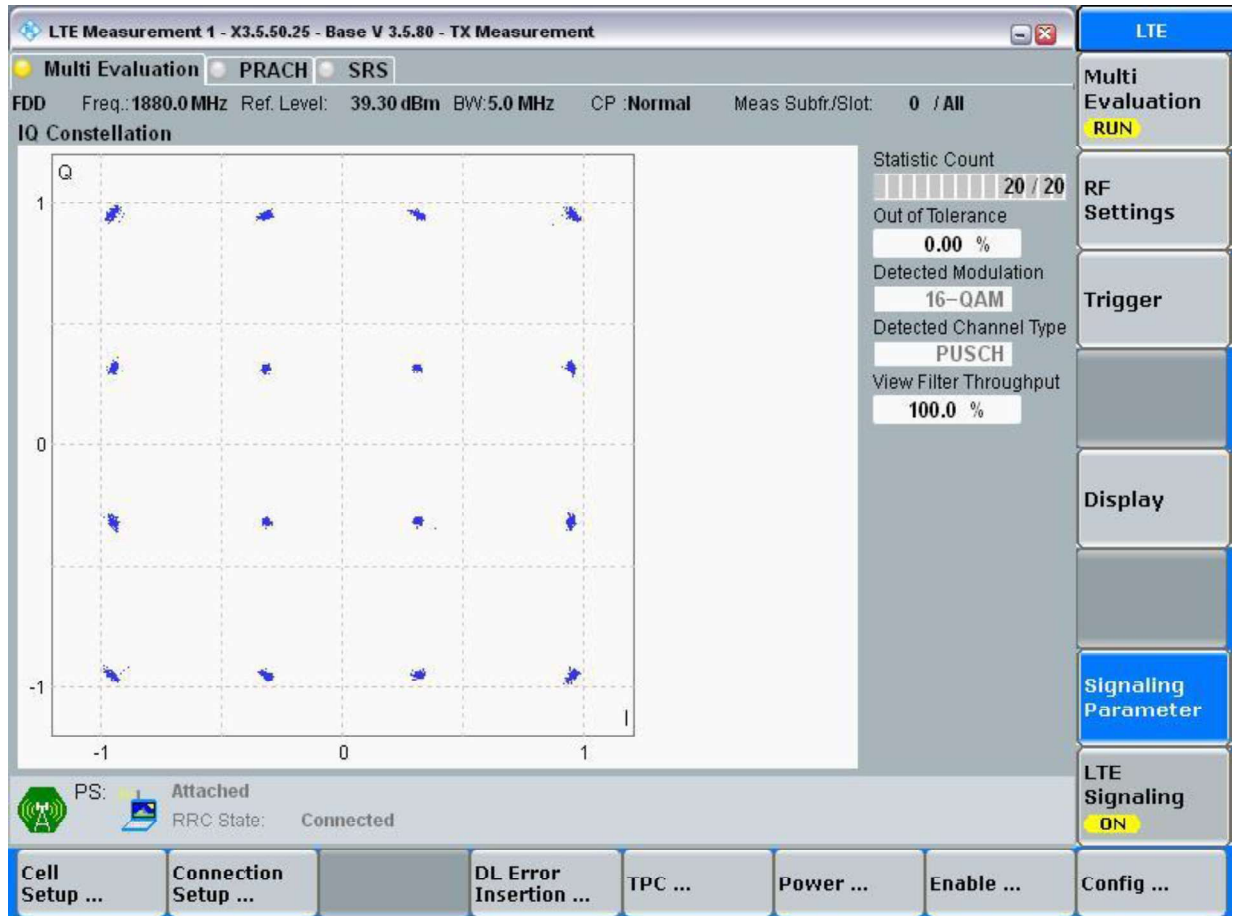 LTE Measurement 1 - X3.5.50.25 - Base V 3.5.80 - TX Measurement
LTE
Multi Evaluation PRACH SRS
FDD Freq.: 1880.0 MHz Ref. Level: 39.30 dBm BW: 5.0 MHz CP : Normal Meas Subfr./Slot: 0 / All
IQ Constellation
Q
1
0
-1
-1 0 1
I
Statistic Count
20 / 20
Out of Tolerance
0.00 %
Detected Modulation
16-QAM
Detected Channel Type
PUSCH
View Filter Throughput
100.0 %
Multi
Evaluation
RUN
RF
Settings
Trigger
Display
Signaling
Parameter
LTE
Signaling
ON
PS: Attached
RRC State: Connected
Cell
Setup ...
Connection
Setup ...
DL Error
Insertion ...
TPC ...
Power ...
Enable ...
Config ...